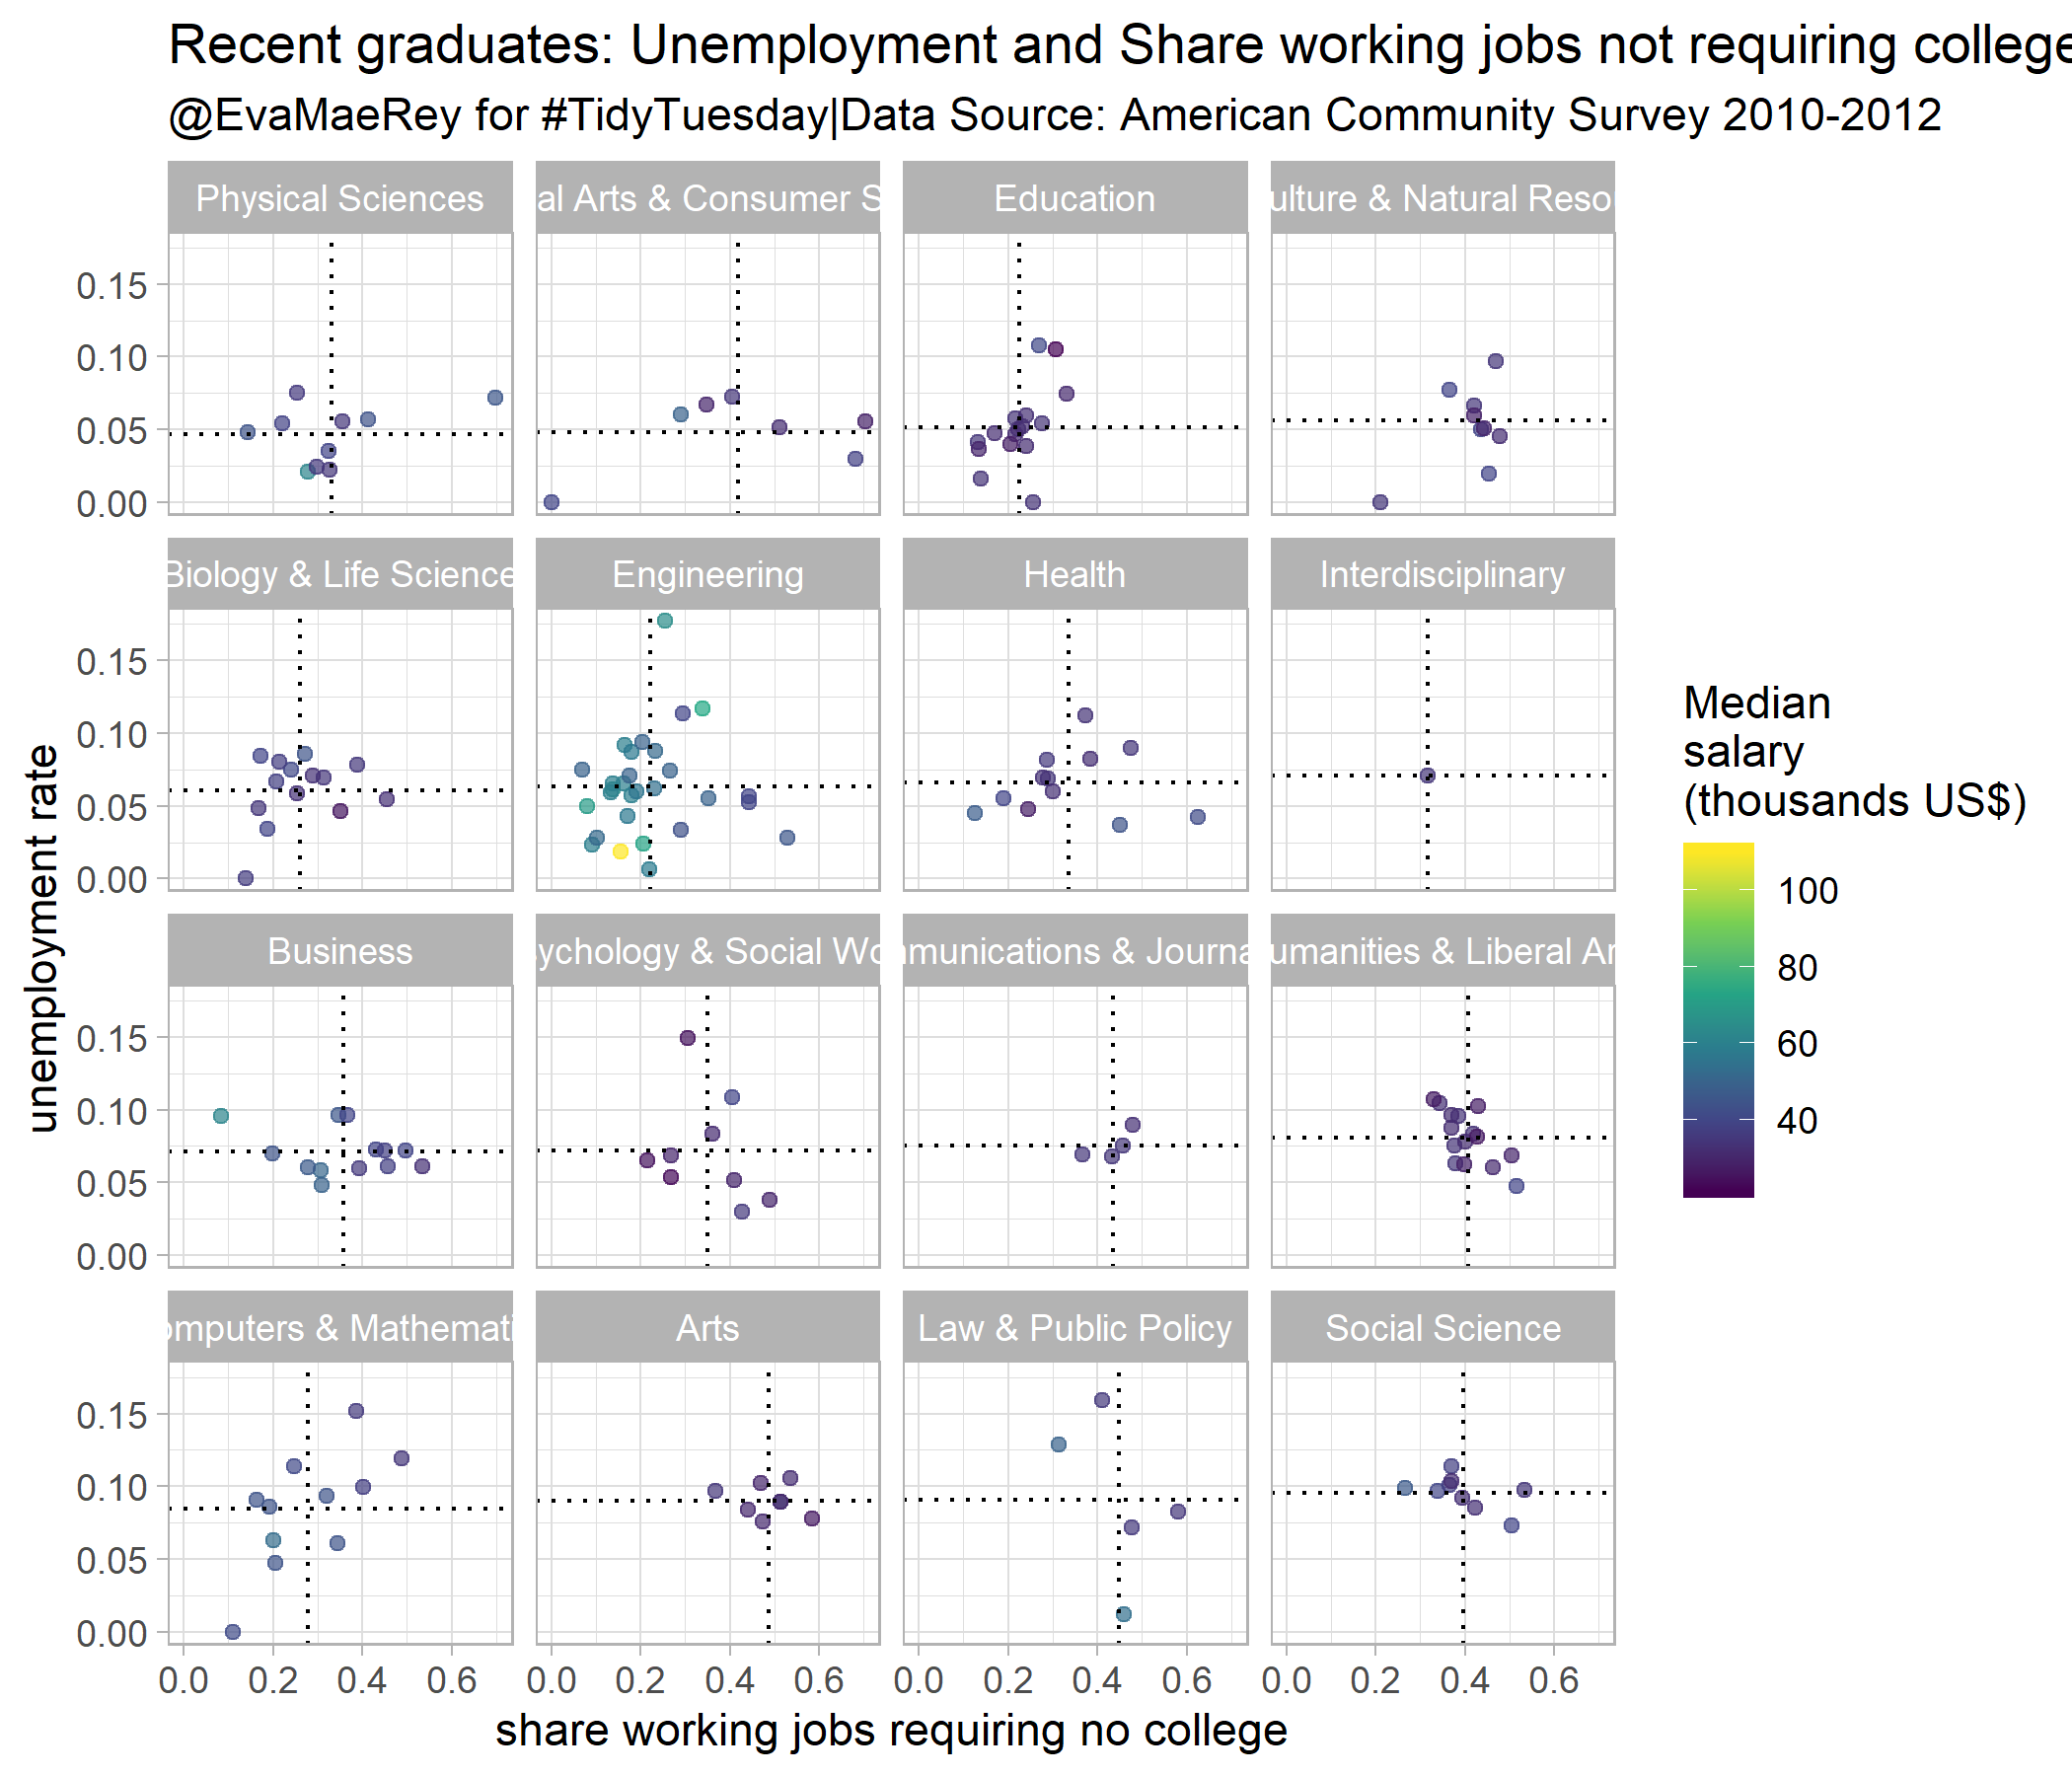 Recent graduates: Unemployment and Share working jobs not requiring college
@EvaMaeRey for #TidyTuesday|Data Source: American Community Survey 2010-2012
Physical Sciences
al Arts & Consumer S
Education
ulture & Natural Resou
0.15
0.10
0.05
0.00
Biology & Life Science
Engineering
Health
Interdisciplinary
0.15
0.10
0.05
0.00
Business
sychology & Social Wo
mmunications & Journa
umanities & Liberal Ar
0.15
0.10
0.05
0.00
omputers & Mathemati
Arts
Law & Public Policy
Social Science
0.15
0.10
0.05
0.00
0.0 0.2 0.4 0.6 0.0 0.2 0.4 0.6 0.0 0.2 0.4 0.6 0.0 0.2 0.4 0.6
share working jobs requiring no college
unemployment rate
Median
salary
(thousands US$)
100
80
60
40